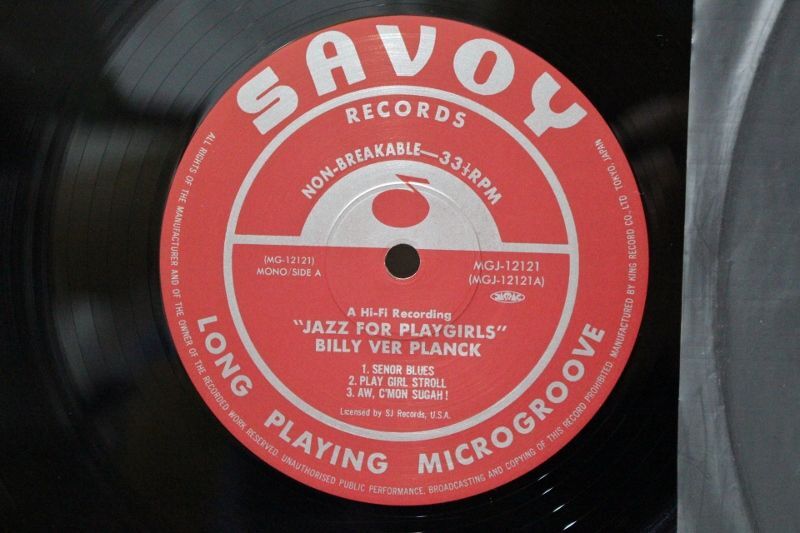 SAVOY
RECORDS
NON-BREAKABLE—33⅓RPM
(MG-12121)
MONO/SIDE A
MGJ-12121
(MGJ-12121A)
A Hi-Fi Recording
"JAZZ FOR PLAYGIRLS"
BILLY VER PLANCK
1. SENOR BLUES
2. PLAY GIRL STROLL
3. AW, C'MON SUGAH!
Licensed by SJ Records, U.S.A.
LONG PLAYING MICROGROOVE
ALL RIGHTS OF THE MANUFACTURER AND OF THE OWNER OF THE RECORDED WORK RESERVED. UNAUTHORISED PUBLIC PERFORMANCE, BROADCASTING AND COPYING OF THIS RECORD PROHIBITED. MANUFACTURED BY KING RECORD CO., LTD TOKYO, JAPAN